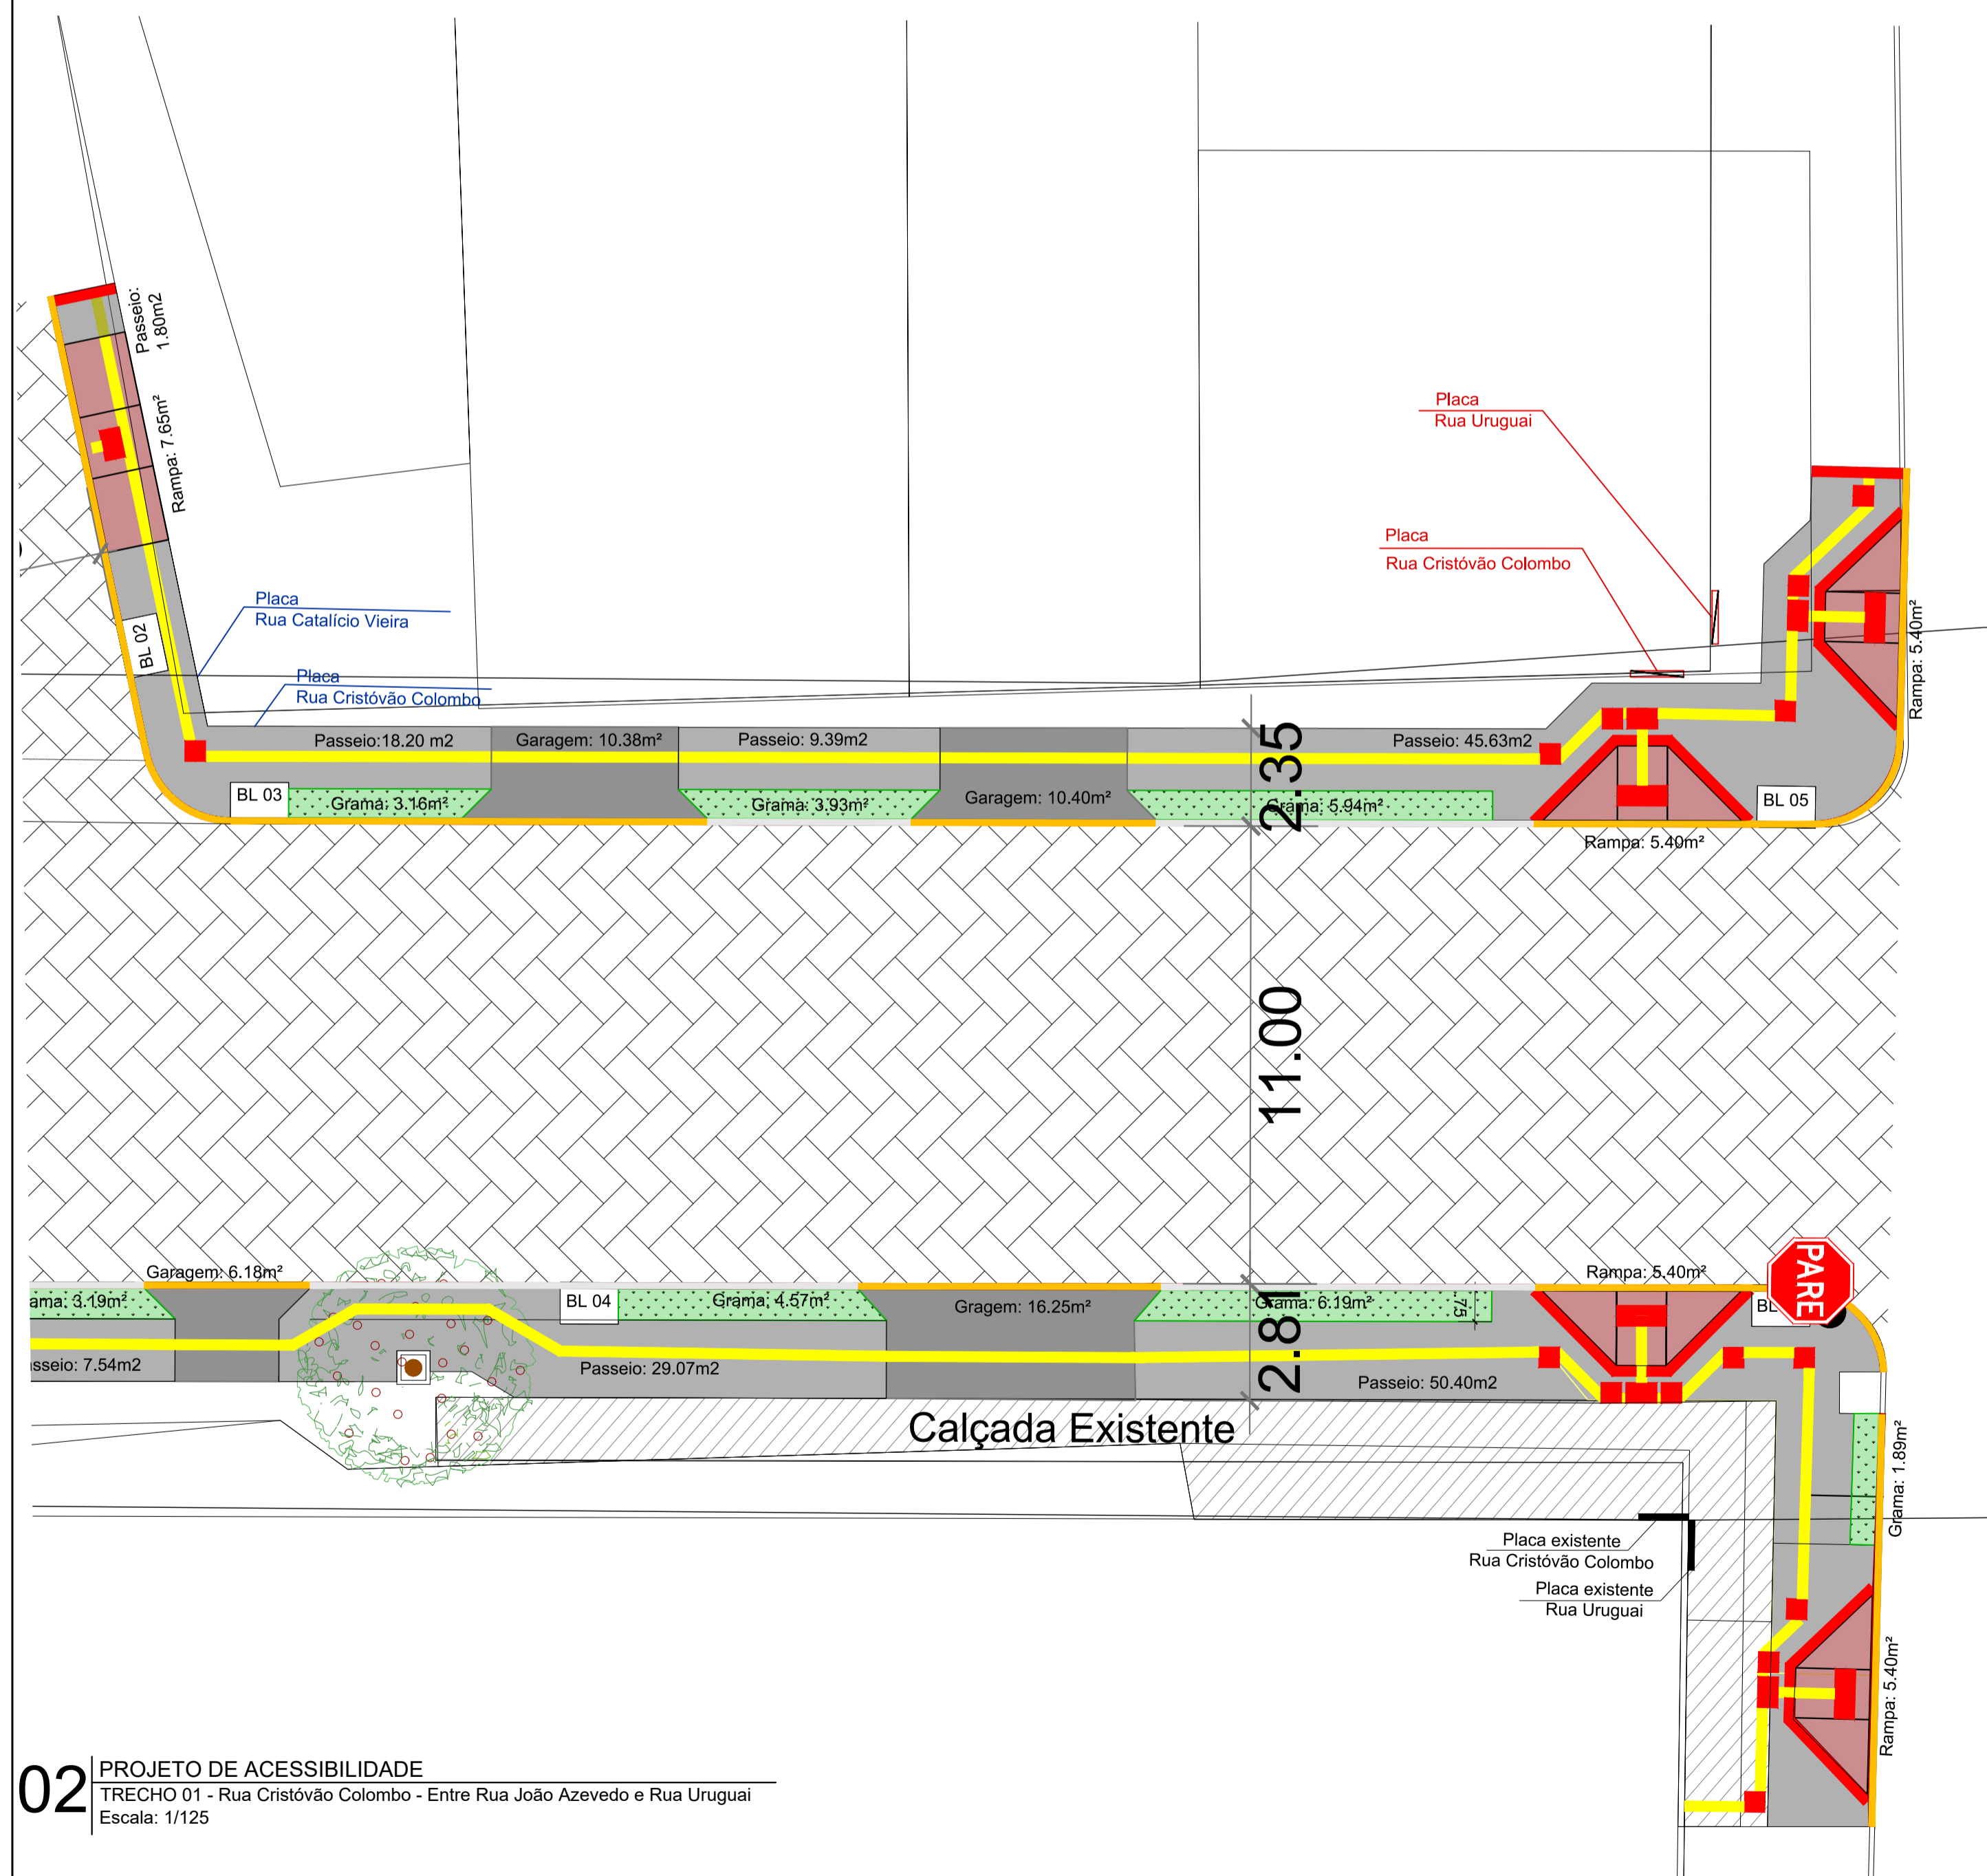 Passeio:
1.80m2
Rampa: 7.65m²
Placa
Rua Uruguai
Placa
Rua Cristóvão Colombo
Placa
Rua Catalício Vieira
BL 02
Placa
Rua Cristóvão Colombo
Rampa: 5.40m²
Passeio:18.20 m2
Garagem: 10.38m²
Passeio: 9.39m2
2.35
Passeio: 45.63m2
BL 03
Grama: 3.16m²
Grama: 3.93m²
Garagem: 10.40m²
Grama: 5.94m²
BL 05
Rampa: 5.40m²
11.00
Garagem: 6.18m²
Rampa: 5.40m²
PARE
ama: 3.19m²
BL 04
Grama: 4.57m²
Gragem: 16.25m²
2.81
Grama: 6.19m²
.75
BL
sseio: 7.54m2
Passeio: 29.07m2
Passeio: 50.40m2
Calçada Existente
Grama: 1.89m²
Placa existente
Rua Cristóvão Colombo
Placa existente
Rua Uruguai
Rampa: 5.40m²
02
PROJETO DE ACESSIBILIDADE
TRECHO 01 - Rua Cristóvão Colombo - Entre Rua João Azevedo e Rua Uruguai
Escala: 1/125